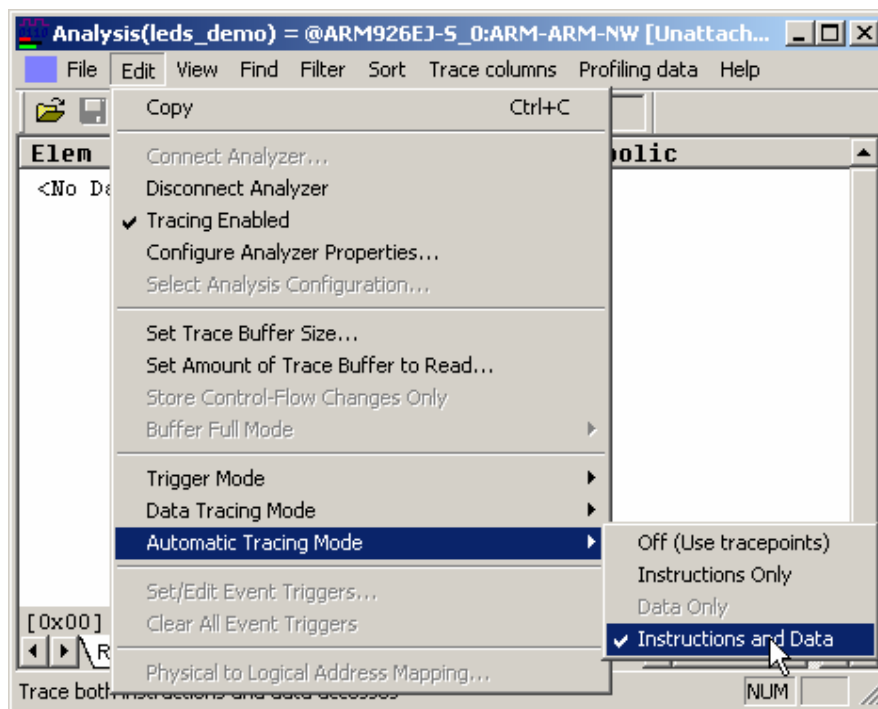 Analysis(leds_demo) = @ARM926EJ-S_0:ARM-ARM-NW [Unattach...
File Edit View Find Filter Sort Trace columns Profiling data Help
Copy Ctrl+C
Elem olic
Connect Analyzer...
<No Da
Disconnect Analyzer
Tracing Enabled
Configure Analyzer Properties...
Select Analysis Configuration...
Set Trace Buffer Size...
Set Amount of Trace Buffer to Read...
Store Control-Flow Changes Only
Buffer Full Mode
Trigger Mode
Data Tracing Mode
Automatic Tracing Mode
Off (Use tracepoints)
Instructions Only
Data Only
Instructions and Data
Set/Edit Event Triggers...
[0x00]
Clear All Event Triggers
R
Physical to Logical Address Mapping...
Trace both instructions and data accesses NUM